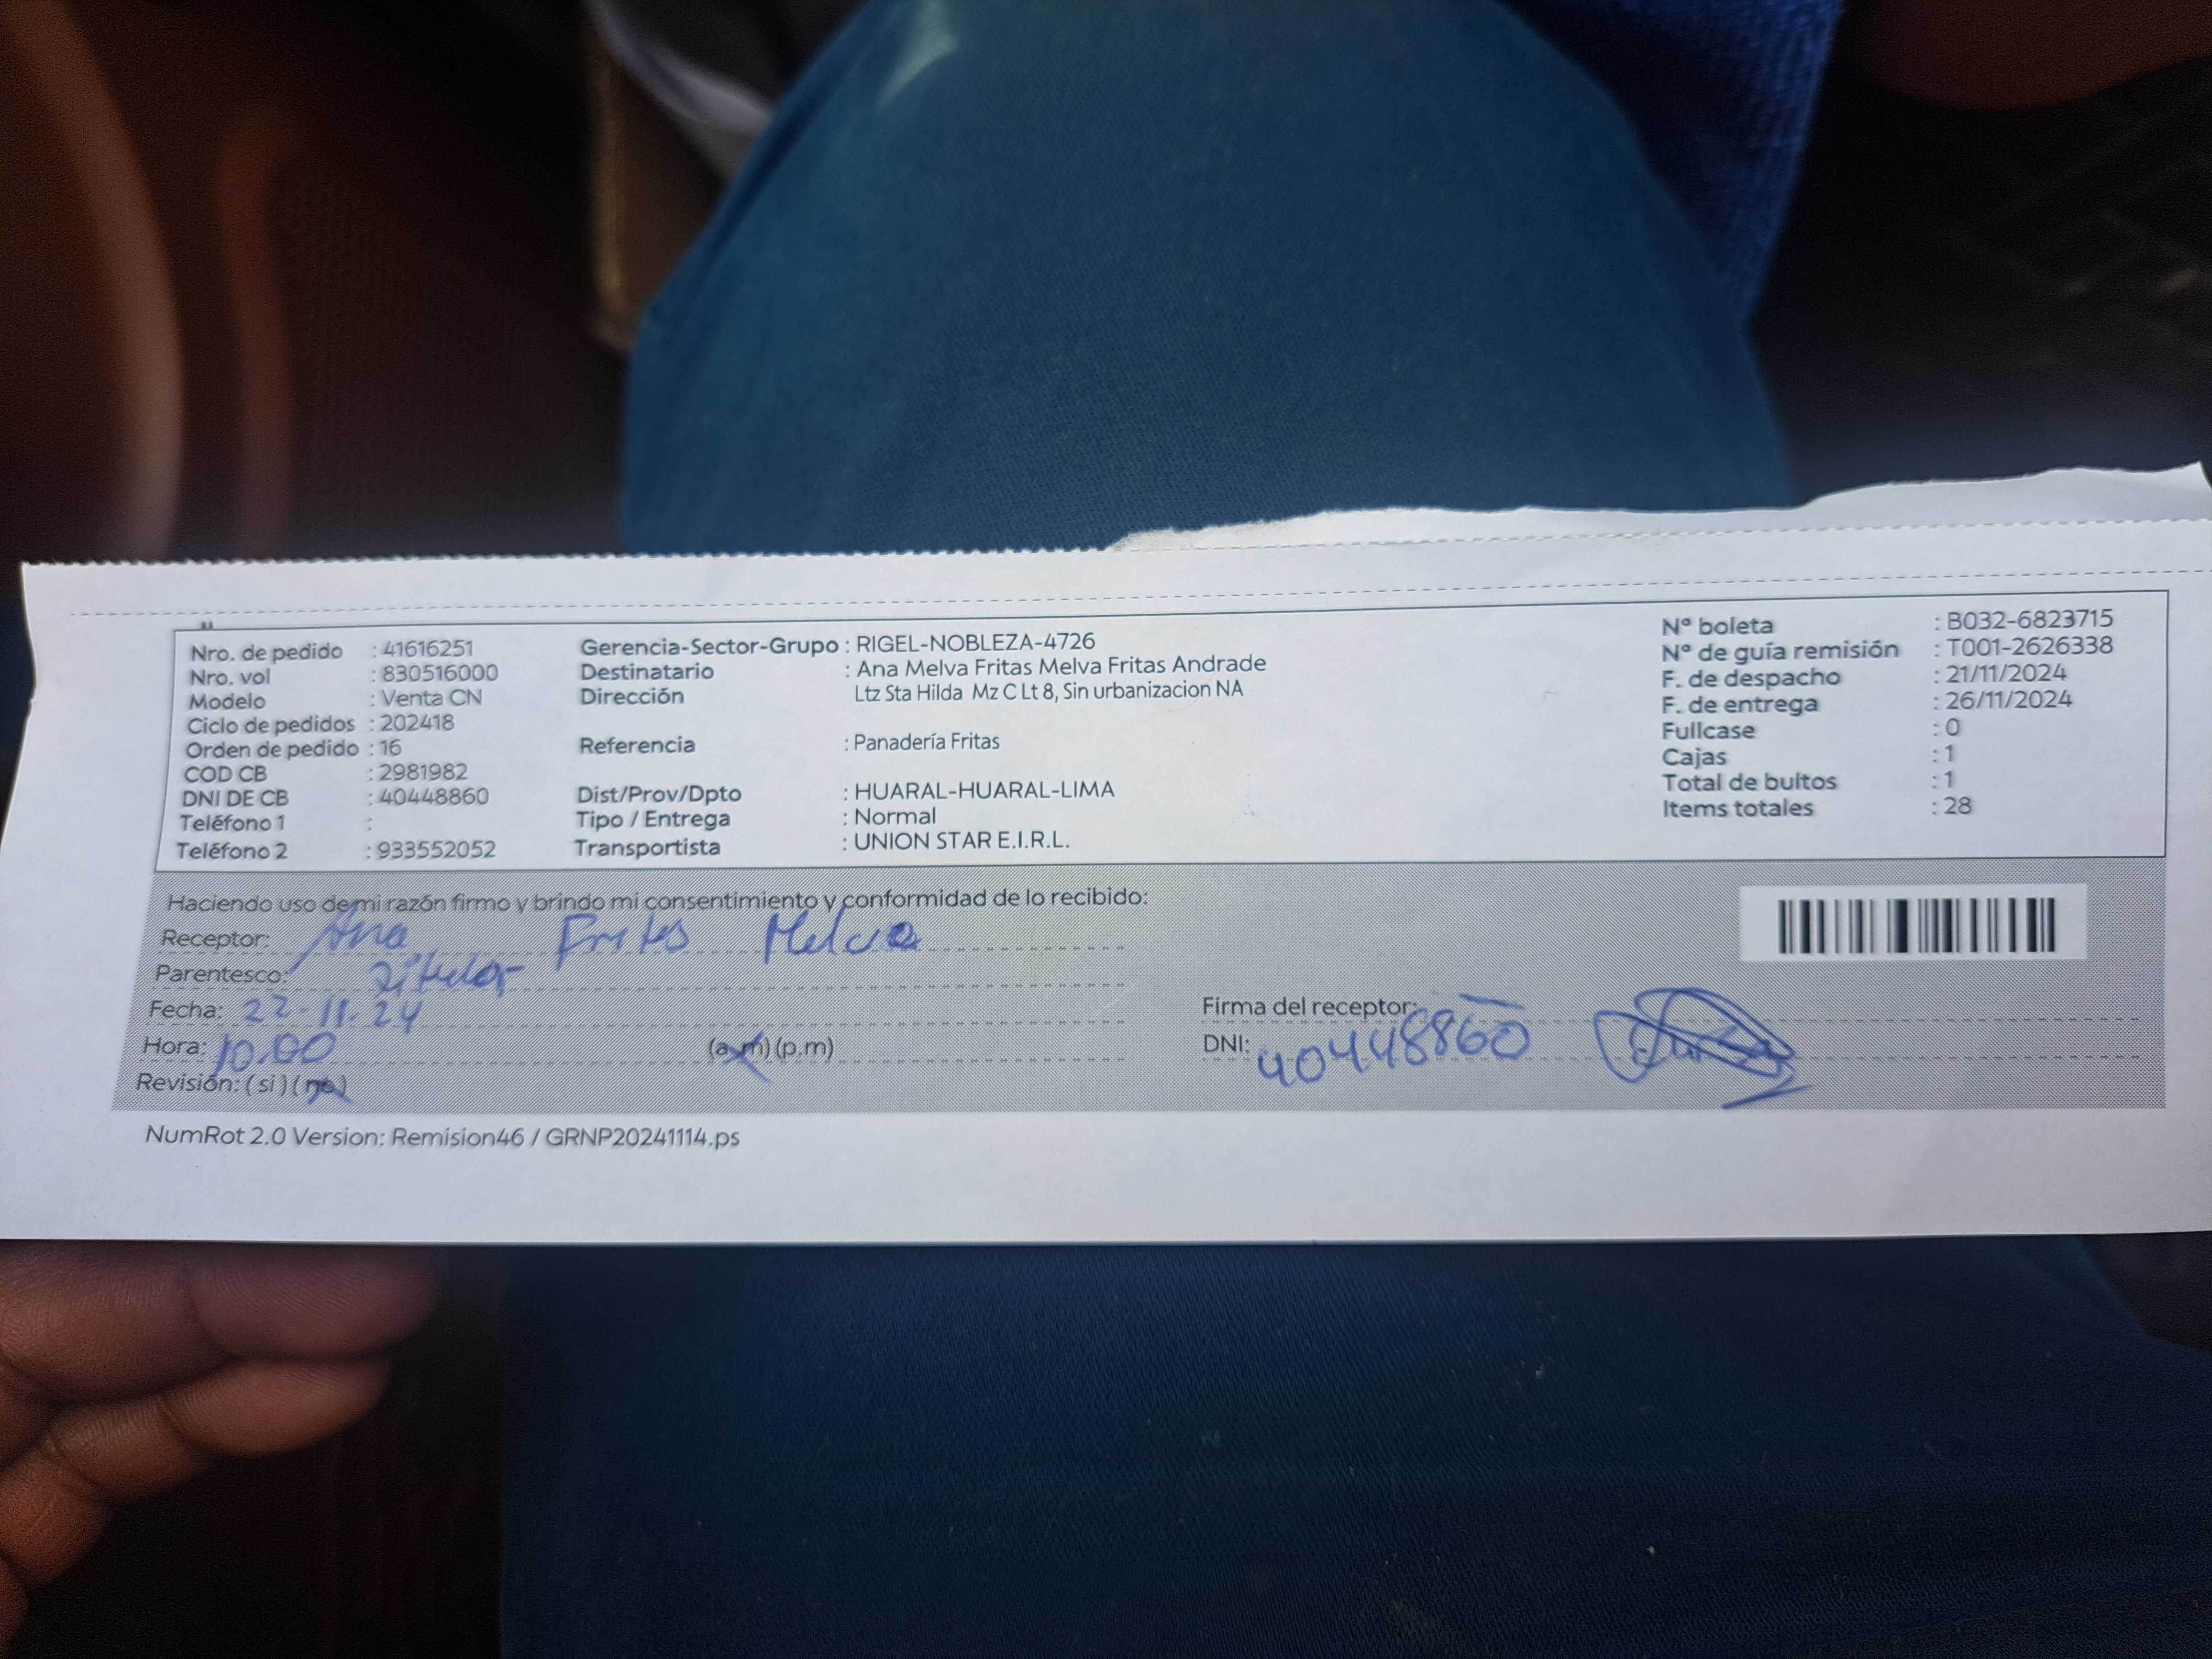 Nro. de pedido : 41616251 Gerencia-Sector-Grupo : RIGEL-NOBLEZA-4726 Nº boleta : B032-6823715
Nro. vol : 830516000 Destinatario : Ana Melva Fritas Melva Fritas Andrade Nº de guía remisión : T001-2626338
Modelo : Venta CN Dirección Ltz Sta Hilda Mz C Lt 8, Sin urbanizacion NA F. de despacho : 21/11/2024
Ciclo de pedidos : 202418 F. de entrega : 26/11/2024
Orden de pedido : 16 Referencia : Panadería Fritas Fullcase : 0
COD CB : 2981982 Cajas : 1
DNI DE CB : 40448860 Dist/Prov/Dpto : HUARAL-HUARAL-LIMA Total de bultos : 1
Teléfono 1 : Tipo / Entrega : Normal Items totales : 28
Teléfono 2 : 933552052 Transportista : UNION STAR E.I.R.L.
Haciendo uso de mi razón firmo y brindo mi consentimiento y conformidad de lo recibido:
Receptor: Ana Fritas Melva
Parentesco: Titular
Fecha: 22-11-24 Firma del receptor:
Hora: 10.00 (a.m) (p.m) DNI: 40448860
Revisión: ( si ) ( no )
NumRot 2.0 Version: Remision46 / GRNP20241114.ps